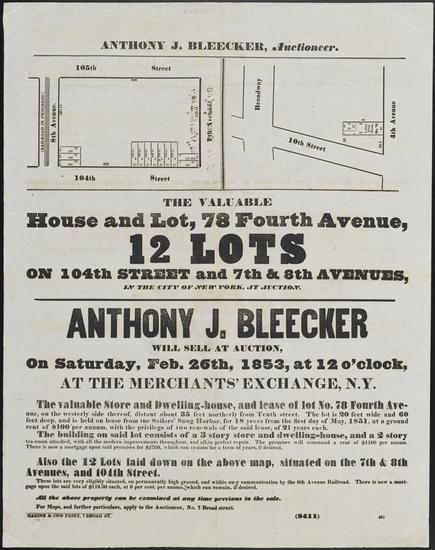 ANTHONY J. BLEECKER, Auctioneer.
105th Street
8th Avenue.
(RAILROAD IN PROGRESS.)
7th Avenue.
104th Street
Broadway
10th Street
4th Avenue
THE VALUABLE
House and Lot, 78 Fourth Avenue,
12 LOTS
ON 104th STREET and 7th & 8th AVENUES,
IN THE CITY OF NEW YORK, AT AUCTION.
ANTHONY J. BLEECKER
WILL SELL AT AUCTION,
On Saturday, Feb. 26th, 1853, at 12 o'clock,
AT THE MERCHANTS' EXCHANGE, N.Y.
The valuable Store and Dwelling-house, and lease of lot No. 78 Fourth Ave-
nue, on the westerly side thereof, distant about 35 feet northerly from Tenth street. The lot is 20 feet wide and 60
feet deep, and is held on lease from the Sailors' Snug Harbor, for 18 years from the first day of May, 1851, at a ground
rent of $100 per annum, with the privilege of two renewals of the said lease, of 21 years each.
The building on said lot consists of a 3 story store and dwelling-house, and a 2 story
tea-room attached, with all the modern improvements throughout, and in perfect repair. The premises will command a rent of $1100 per annum.
There is now a mortgage upon said premises for $2700, which can remain for a term of years, if desired.
Also the 12 Lots laid down on the above map, situated on the 7th & 8th
Avenues, and 104th Street.
These lots are very eligibly situated, on permanently high ground, and within easy communication by the 8th Avenue Railroad. There is now a mort-
gage upon the said lots of $112.50 each, at 6 per cent. per annum, which can remain, if desired.
All the above property can be examined at any time previous to the sale.
For Maps, and further particulars, apply to the Auctioneer, No. 7 Broad street.
NARINE & CO'S PRINT, 7 BROAD ST.
(8411)